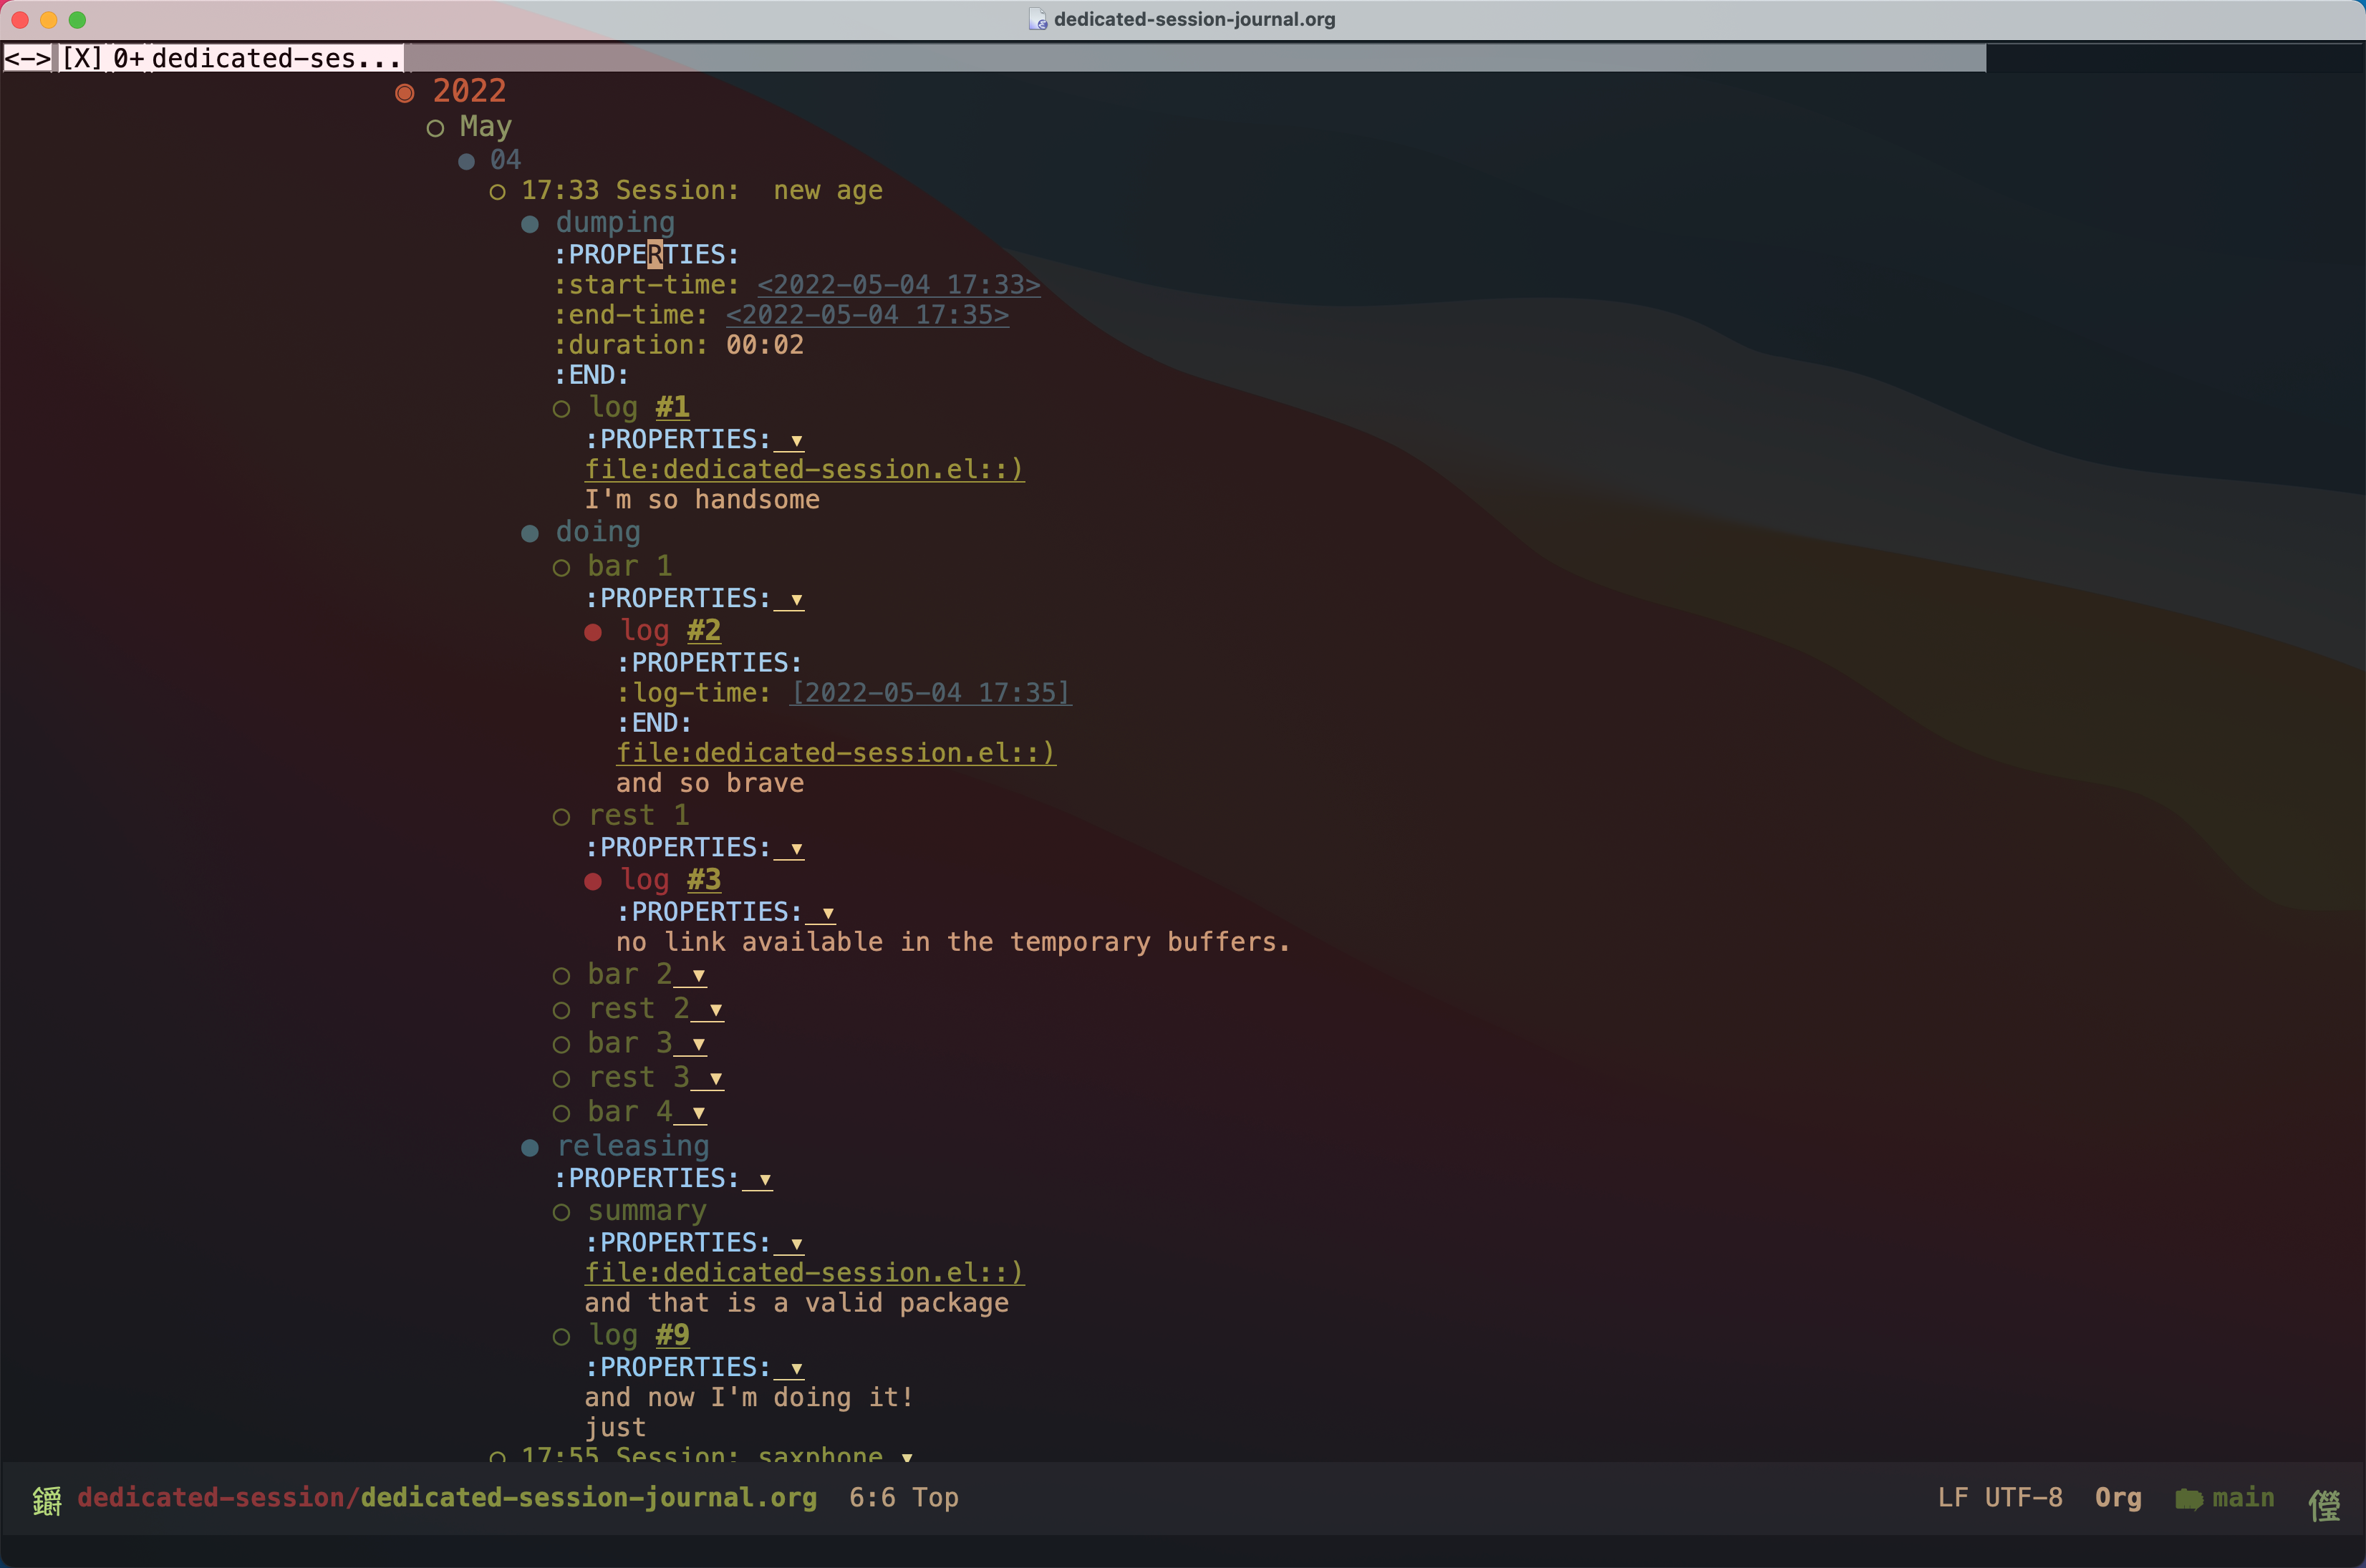 dedicated-session-journal.org
<-> [X] 0+ dedicated-ses...
2022
May
04
17:33 Session:  new age
dumping
:PROPERTIES:
:start-time: <2022-05-04 17:33>
:end-time: <2022-05-04 17:35>
:duration: 00:02
:END:
log #1
:PROPERTIES: ▼
file:dedicated-session.el::)
I'm so handsome
doing
bar 1
:PROPERTIES: ▼
log #2
:PROPERTIES:
:log-time: [2022-05-04 17:35]
:END:
file:dedicated-session.el::)
and so brave
rest 1
:PROPERTIES: ▼
log #3
:PROPERTIES: ▼
no link available in the temporary buffers.
bar 2 ▼
rest 2 ▼
bar 3 ▼
rest 3 ▼
bar 4 ▼
releasing
:PROPERTIES: ▼
summary
:PROPERTIES: ▼
file:dedicated-session.el::)
and that is a valid package
log #9
:PROPERTIES: ▼
and now I'm doing it!
just
17:55 Session: saxphone ▼
dedicated-session/dedicated-session-journal.org  6:6 Top  LF UTF-8  Org  main